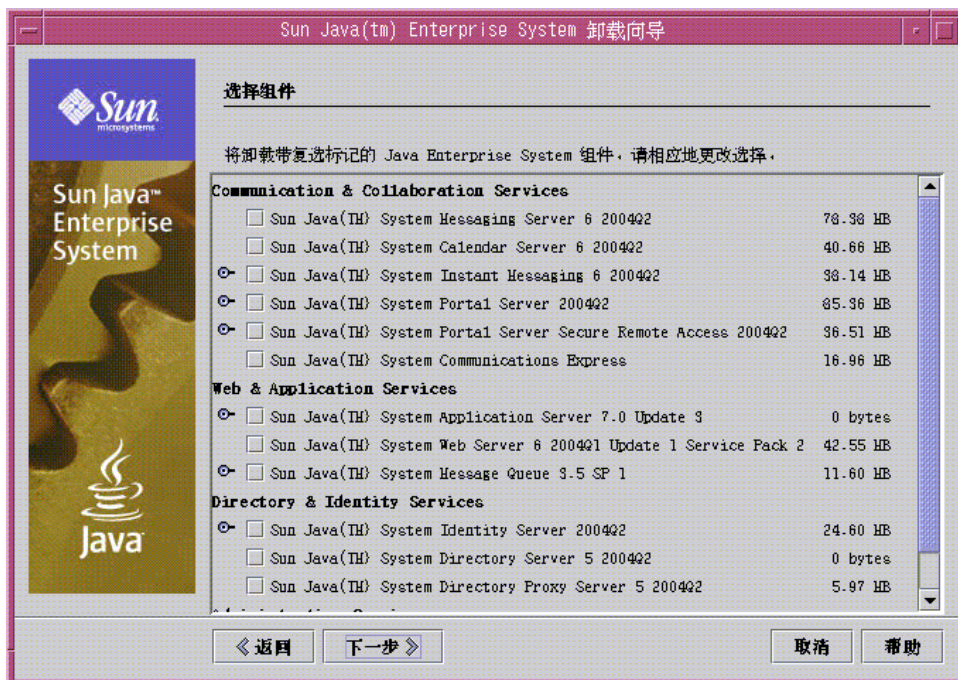 Sun Java(tm) Enterprise System 卸载向导
Sun
microsystems
Sun Java™
Enterprise
System
Java
选择组件
将卸载带复选标记的 Java Enterprise System 组件。请相应地更改选择。
Communication & Collaboration Services
Sun Java(TM) System Messaging Server 6 2004Q2 78.38 MB
Sun Java(TM) System Calendar Server 6 2004Q2 40.66 MB
Sun Java(TM) System Instant Messaging 6 2004Q2 38.14 MB
Sun Java(TM) System Portal Server 2004Q2 85.36 MB
Sun Java(TM) System Portal Server Secure Remote Access 2004Q2 36.51 MB
Sun Java(TM) System Communications Express 16.96 MB
Web & Application Services
Sun Java(TM) System Application Server 7.0 Update 3 0 bytes
Sun Java(TM) System Web Server 6 2004Q1 Update 1 Service Pack 2 42.55 MB
Sun Java(TM) System Message Queue 3.5 SP 1 11.60 MB
Directory & Identity Services
Sun Java(TM) System Identity Server 2004Q2 24.60 MB
Sun Java(TM) System Directory Server 5 2004Q2 0 bytes
Sun Java(TM) System Directory Proxy Server 5 2004Q2 5.97 MB
返回 下一步 取消 帮助